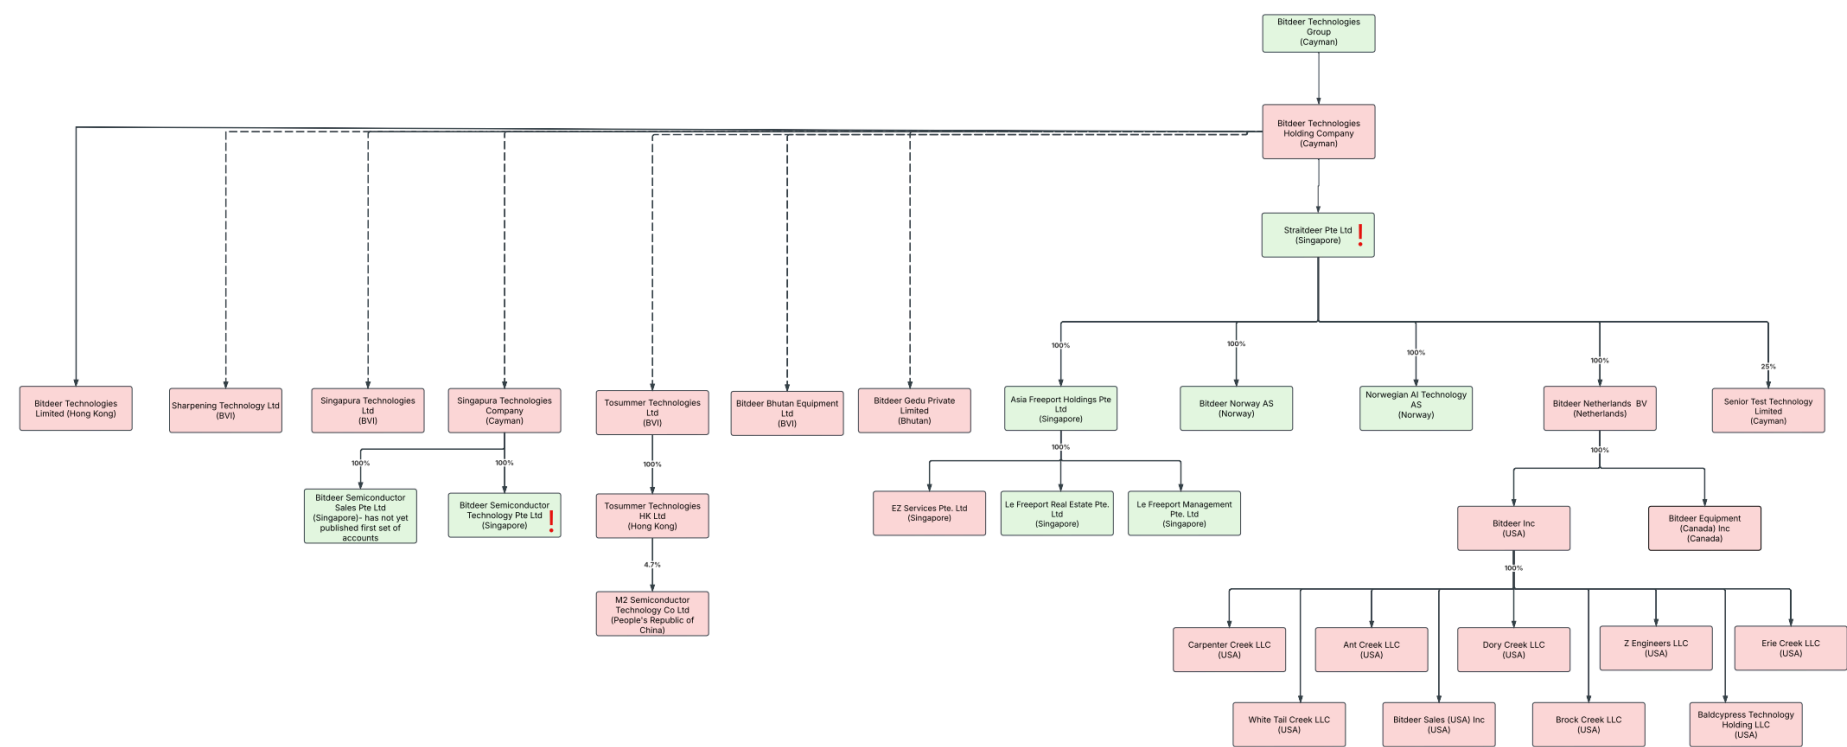 Bitdeer Technologies
Group
(Cayman)
Bitdeer Technologies
Holding Company
(Cayman)
Straitdeer Pte Ltd
(Singapore)
100%
100%
100%
100%
25%
Bitdeer Technologies
Limited (Hong Kong)
Sharpening Technology Ltd
(BVI)
Singapura Technologies
Ltd
(BVI)
Singapura Technologies
Company
(Cayman)
Tosummer Technologies
Ltd
(BVI)
Bitdeer Bhutan Equipment
Ltd
(BVI)
Bitdeer Gedu Private
Limited
(Bhutan)
Asia Freeport Holdings Pte
Ltd
(Singapore)
Bitdeer Norway AS
(Norway)
Norwegian AI Technology
AS
(Norway)
Bitdeer Netherlands BV
(Netherlands)
Senior Test Technology
Limited
(Cayman)
100%
100%
100%
100%
100%
Bitdeer Semiconductor
Sales Pte Ltd
(Singapore)- has not yet
published first set of
accounts
Bitdeer Semiconductor
Technology Pte Ltd
(Singapore)
Tosummer Technologies
HK Ltd
(Hong Kong)
EZ Services Pte. Ltd
(Singapore)
Le Freeport Real Estate Pte.
Ltd
(Singapore)
Le Freeport Management
Pte. Ltd
(Singapore)
Bitdeer Inc
(USA)
Bitdeer Equipment
(Canada) Inc
(Canada)
4.7%
100%
M2 Semiconductor
Technology Co Ltd
(People's Republic of
China)
Carpenter Creek LLC
(USA)
Ant Creek LLC
(USA)
Dory Creek LLC
(USA)
Z Engineers LLC
(USA)
Erie Creek LLC
(USA)
White Tail Creek LLC
(USA)
Bitdeer Sales (USA) Inc
(USA)
Brock Creek LLC
(USA)
Baldcypress Technology
Holding LLC
(USA)